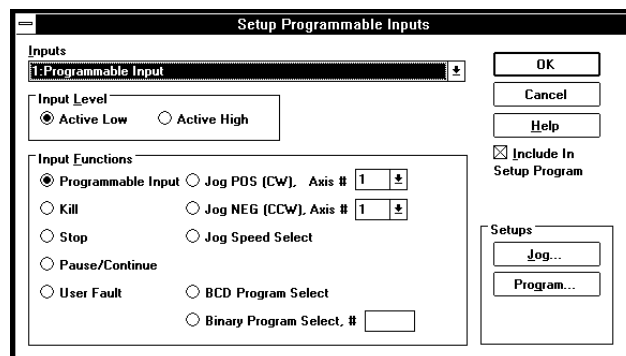 Setup Programmable Inputs
Inputs
1:Programmable Input
Input Level
Active Low
Active High
Input Functions
Programmable Input
Jog POS (CW), Axis # 1
Kill
Jog NEG (CCW), Axis # 1
Stop
Jog Speed Select
Pause/Continue
User Fault
BCD Program Select
Binary Program Select, #
OK
Cancel
Help
Include In
Setup Program
Setups
Jog...
Program...